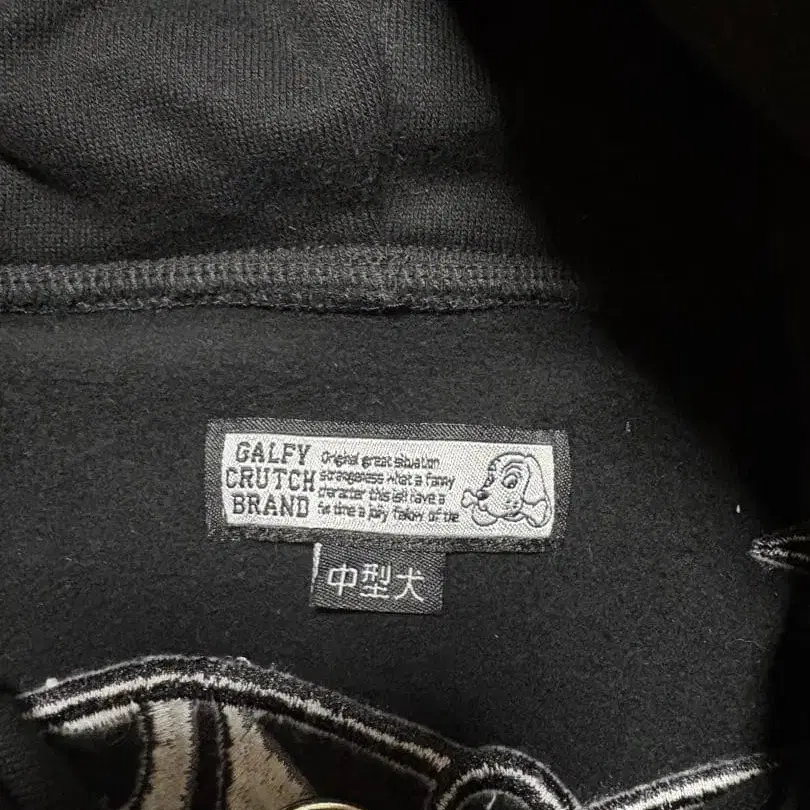 GALFY
CRUTCH
BRAND
Original great situation
strangeness what a fanny
character this is! Have a
fie time a jolly fellow of the
中型犬